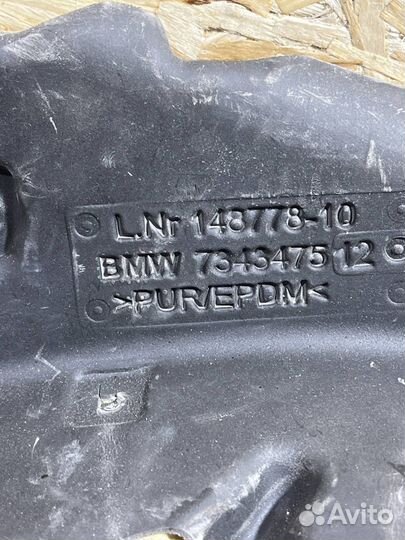 L.Nr 148778-10
BMW 7343475 12
>PUR/EPDM<
Avito